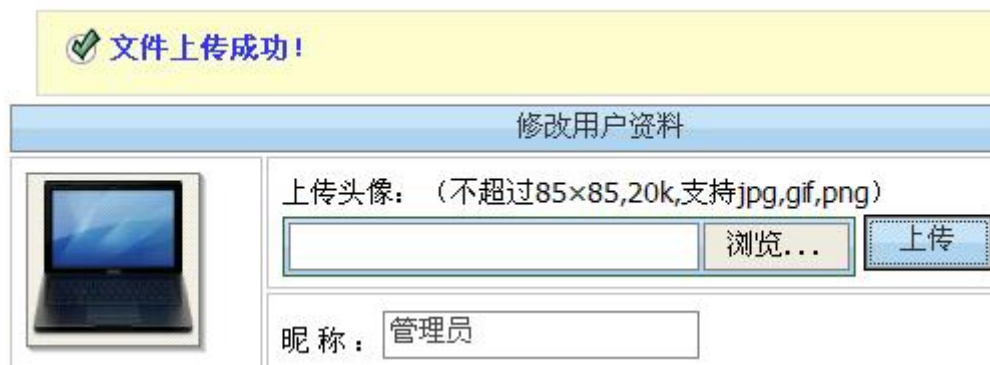 文件上传成功！
修改用户资料
上传头像：（不超过85×85,20k,支持jpg,gif,png）
浏览... 上传
昵 称： 管理员